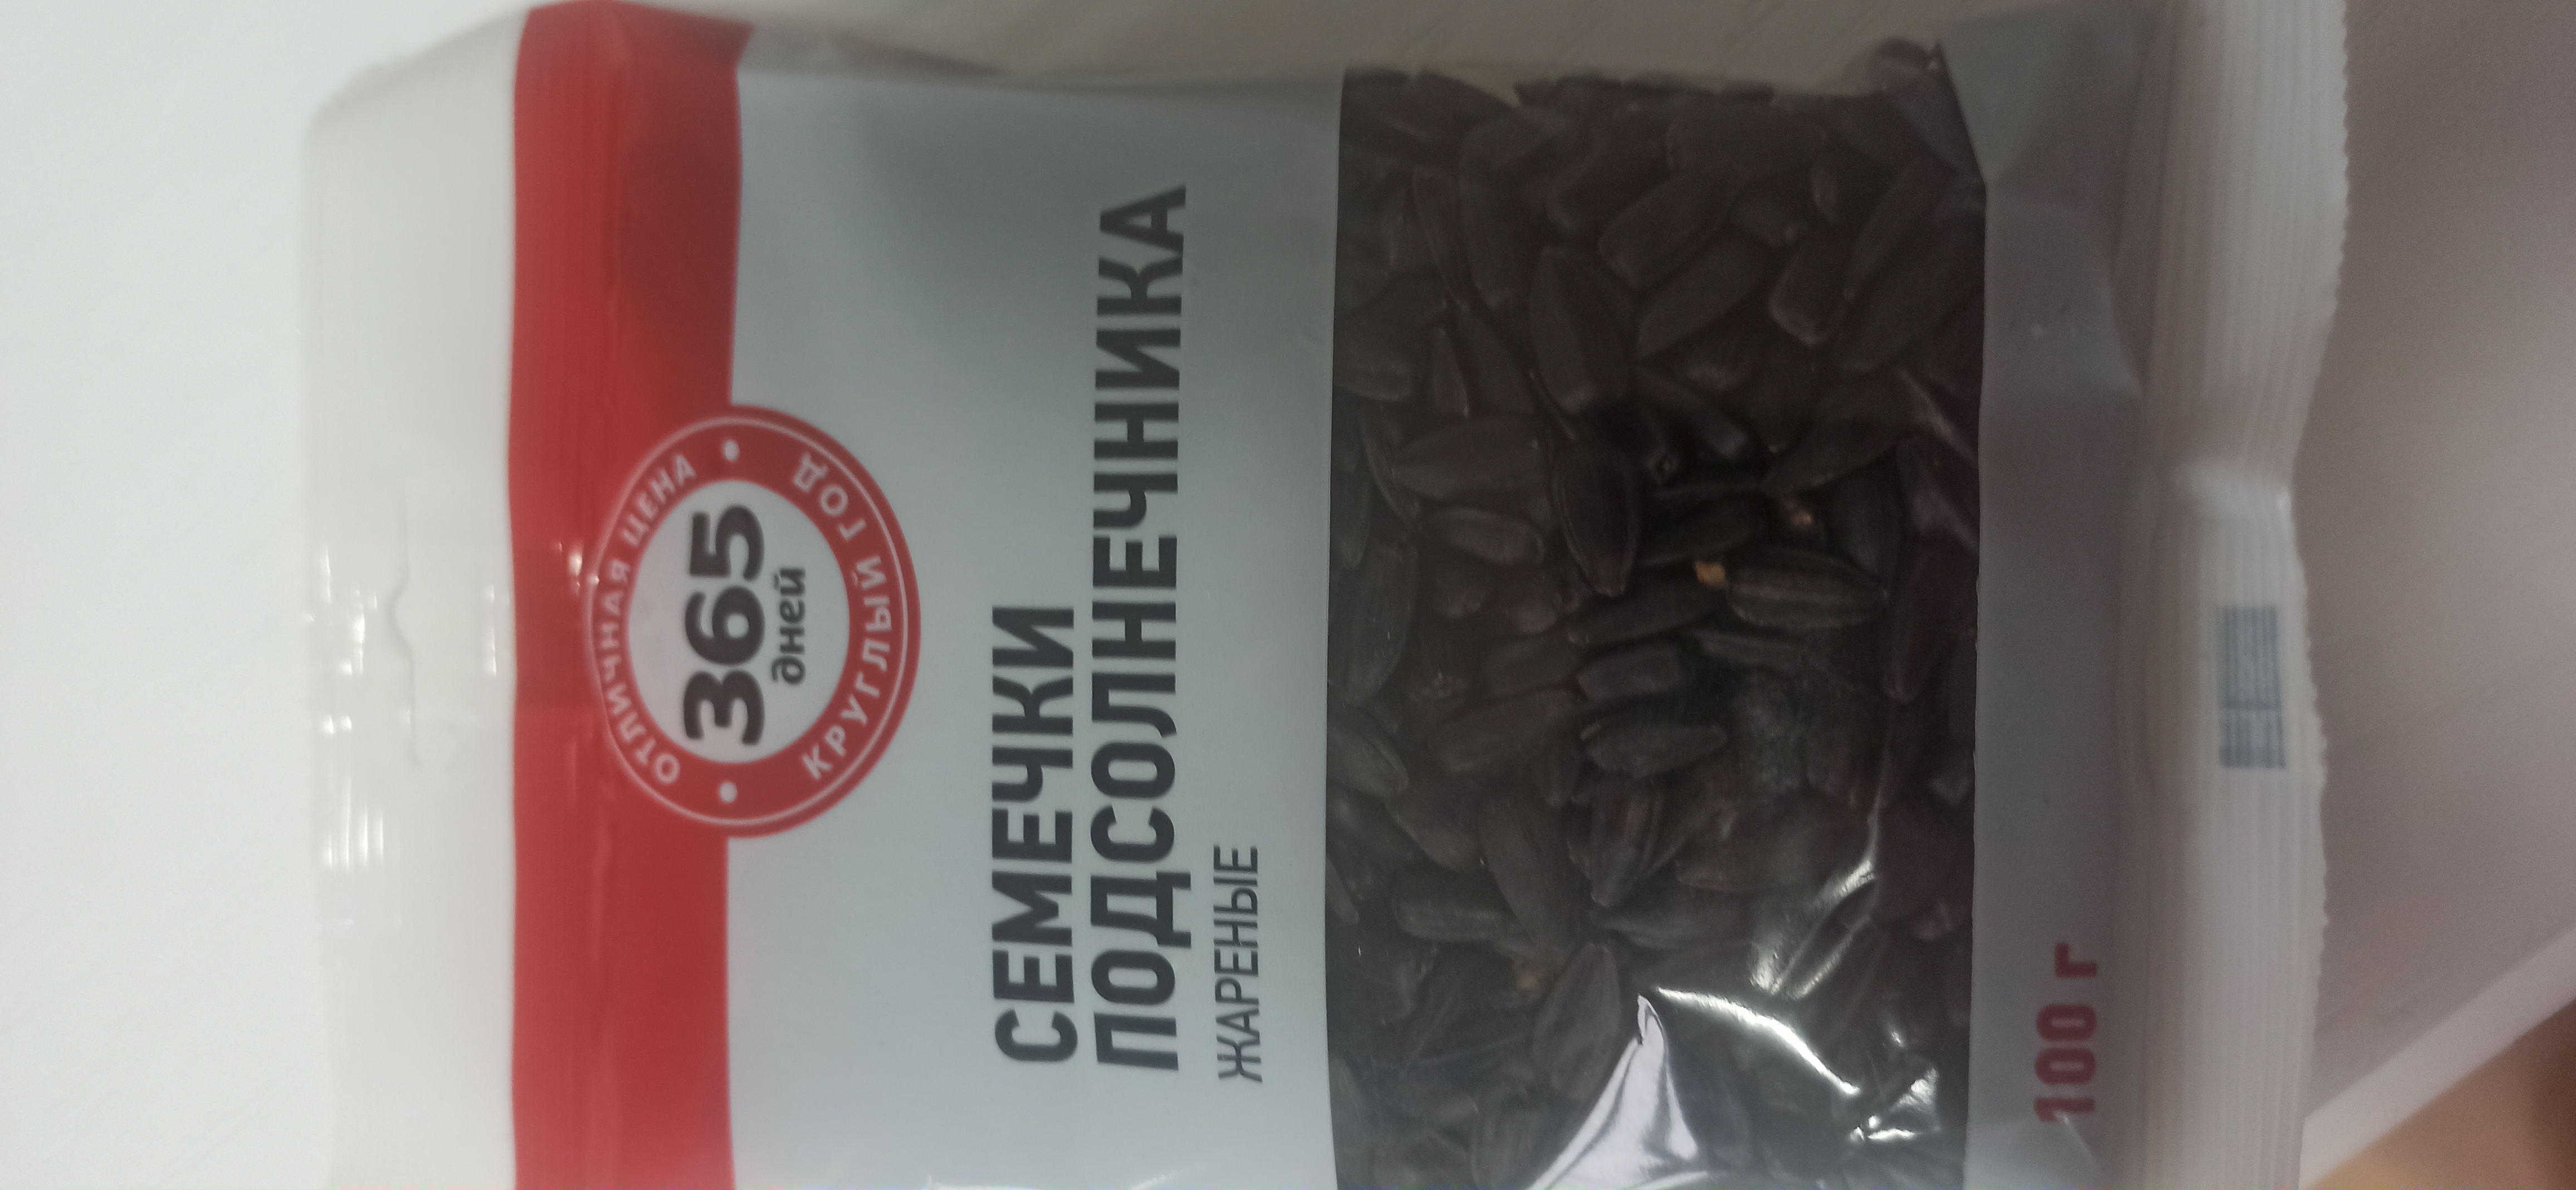 ОТЛИЧНАЯ ЦЕНА
365
дней
КРУГЛЫЙ ГОД
СЕМЕЧКИ
ПОДСОЛНЕЧНИКА
ЖАРЕНЫЕ
100 г